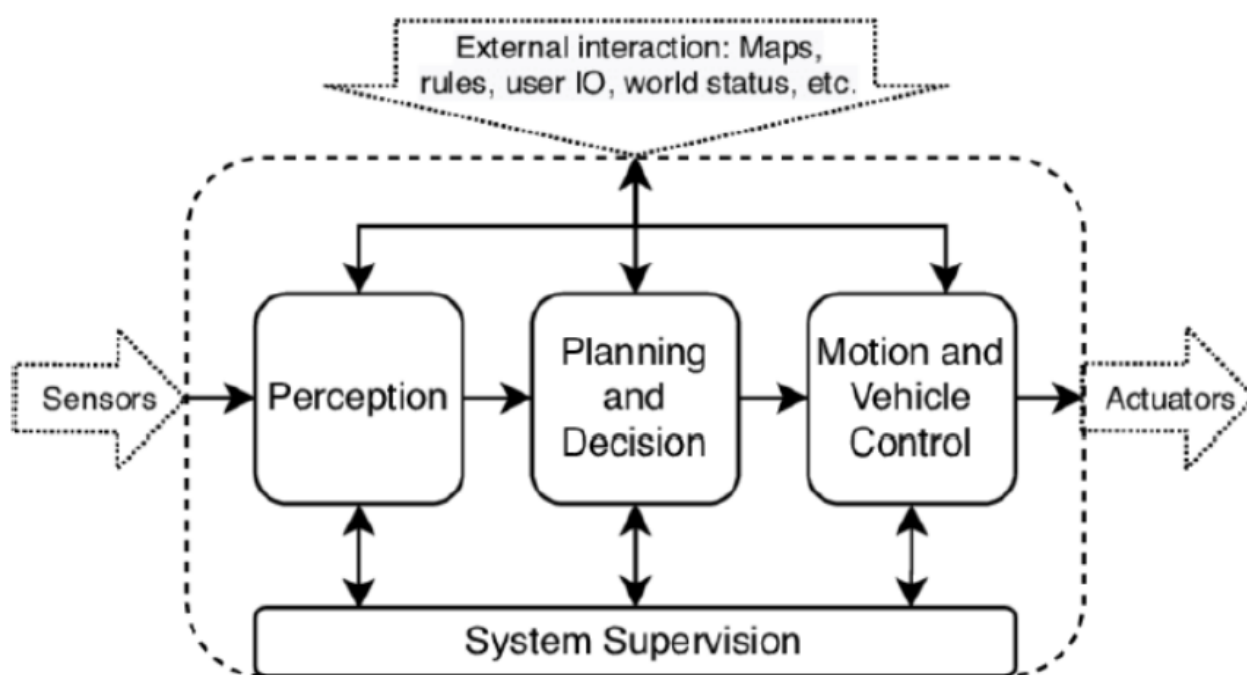 External interaction: Maps,
rules, user IO, world status, etc.
Sensors
Perception
Planning
and
Decision
Motion and
Vehicle
Control
Actuators
System Supervision